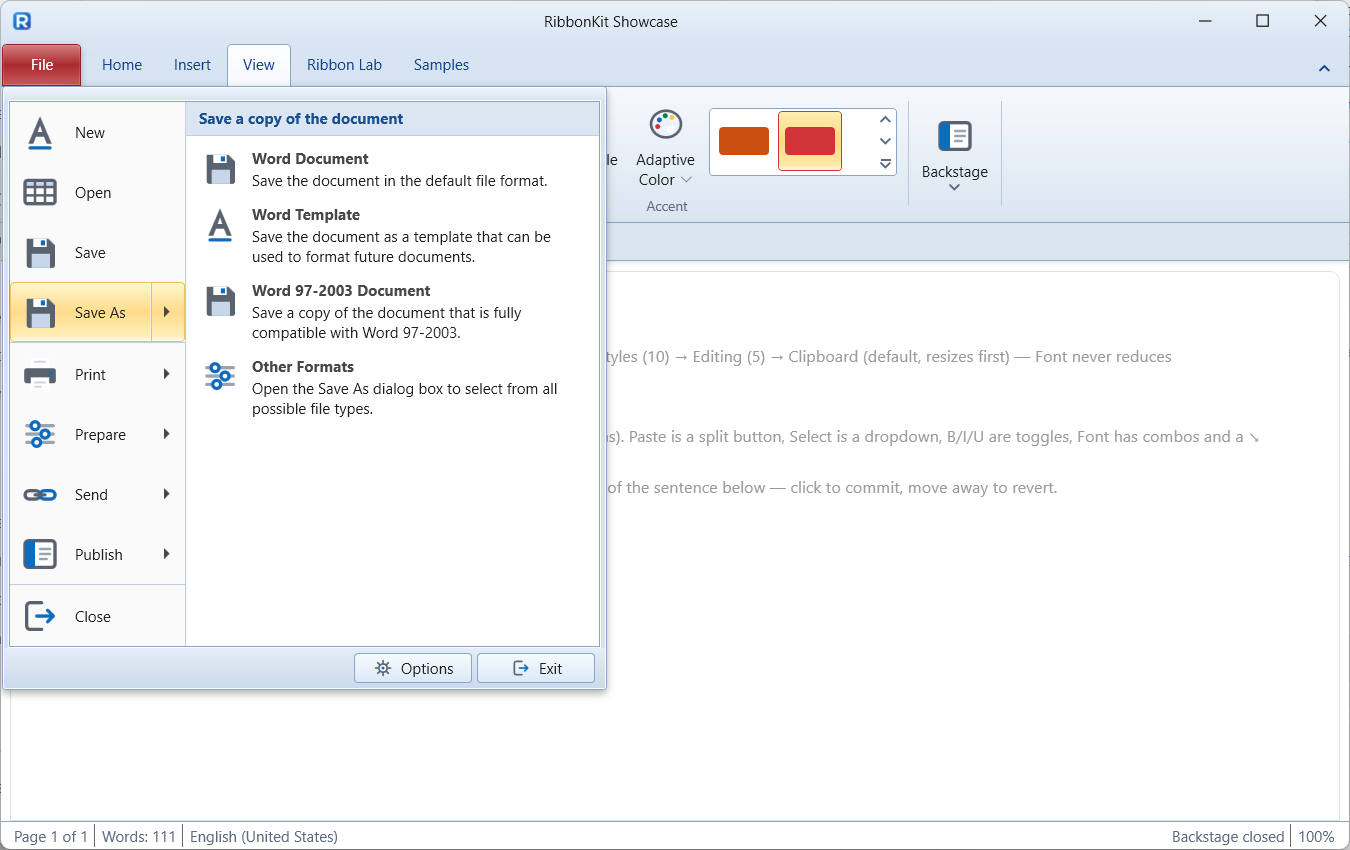 RibbonKit Showcase
File
Home
Insert
View
Ribbon Lab
Samples
New
Open
Save
Save As
Print
Prepare
Send
Publish
Close
Save a copy of the document
Word Document
Save the document in the default file format.
Word Template
Save the document as a template that can be
used to format future documents.
Word 97-2003 Document
Save a copy of the document that is fully
compatible with Word 97-2003.
Other Formats
Open the Save As dialog box to select from all
possible file types.
Options
Exit
Adaptive
Color
Accent
Backstage
(10) → Editing (5) → Clipboard (default, resizes first) — Font never reduces
Paste is a split button, Select is a dropdown, B/I/U are toggles, Font has combos and a ↘
of the sentence below — click to commit, move away to revert.
Page 1 of 1
Words: 111
English (United States)
Backstage closed
100%